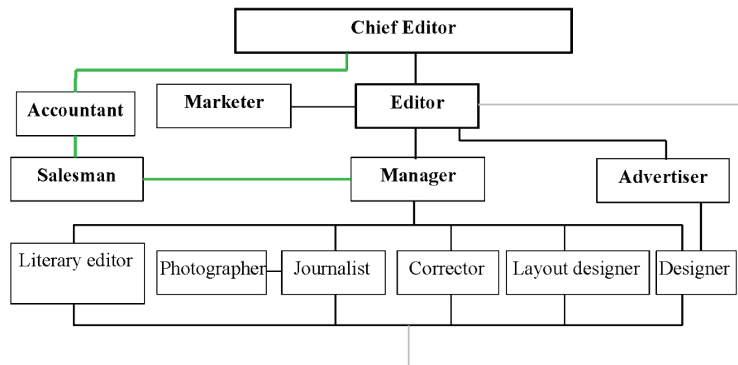 Chief Editor
Accountant
Marketer
Editor
Salesman
Manager
Advertiser
Literary editor
Photographer
Journalist
Corrector
Layout designer
Designer